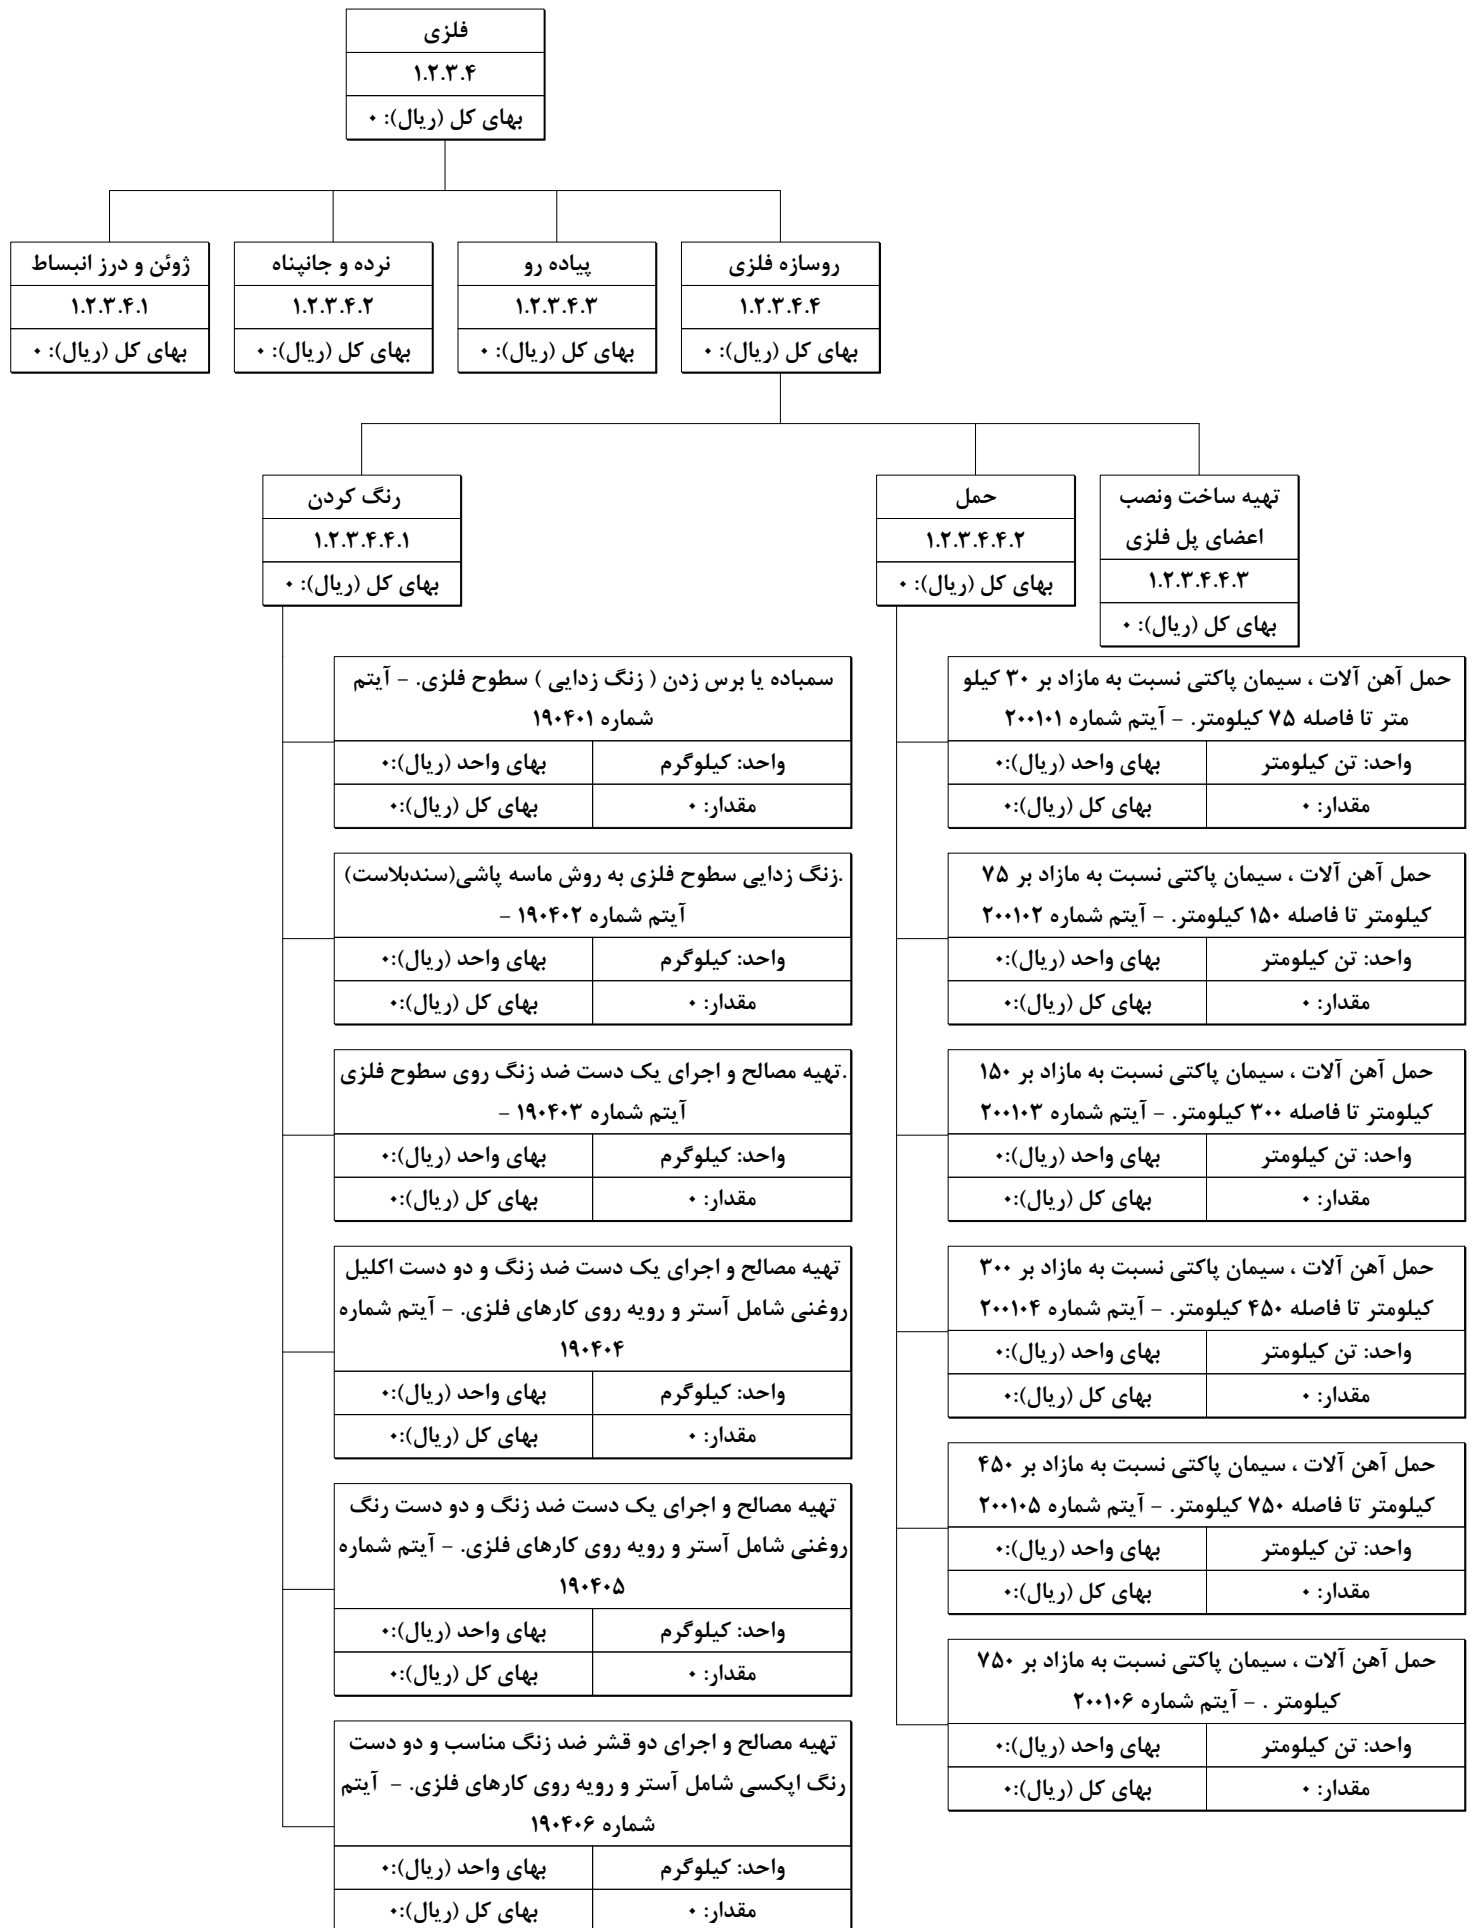 فلزی
۱.۲.۳.۴
بهای کل (ریال): ۰
روسازه فلزی
۱.۲.۳.۴.۴
بهای کل (ریال): ۰
پیاده رو
۱.۲.۳.۴.۳
بهای کل (ریال): ۰
نرده و جانپناه
۱.۲.۳.۴.۲
بهای کل (ریال): ۰
ژوئن و درز انبساط
۱.۲.۳.۴.۱
بهای کل (ریال): ۰
تهیه ساخت ونصب
اعضای پل فلزی
۱.۲.۳.۴.۴.۳
بهای کل (ریال): ۰
حمل
۱.۲.۳.۴.۴.۲
بهای کل (ریال): ۰
حمل آهن آلات ، سیمان پاکتی نسبت به مازاد بر ۳۰ کیلو
متر تا فاصله ۷۵ کیلومتر. - آیتم شماره ۲۰۰۱۰۱
واحد: تن کیلومتر بهای واحد (ریال):۰
مقدار: ۰ بهای کل (ریال):۰
حمل آهن آلات ، سیمان پاکتی نسبت به مازاد بر ۷۵
کیلومتر تا فاصله ۱۵۰ کیلومتر. - آیتم شماره ۲۰۰۱۰۲
واحد: تن کیلومتر بهای واحد (ریال):۰
مقدار: ۰ بهای کل (ریال):۰
حمل آهن آلات ، سیمان پاکتی نسبت به مازاد بر ۱۵۰
کیلومتر تا فاصله ۳۰۰ کیلومتر. - آیتم شماره ۲۰۰۱۰۳
واحد: تن کیلومتر بهای واحد (ریال):۰
مقدار: ۰ بهای کل (ریال):۰
حمل آهن آلات ، سیمان پاکتی نسبت به مازاد بر ۳۰۰
کیلومتر تا فاصله ۴۵۰ کیلومتر. - آیتم شماره ۲۰۰۱۰۴
واحد: تن کیلومتر بهای واحد (ریال):۰
مقدار: ۰ بهای کل (ریال):۰
حمل آهن آلات ، سیمان پاکتی نسبت به مازاد بر ۴۵۰
کیلومتر تا فاصله ۷۵۰ کیلومتر. - آیتم شماره ۲۰۰۱۰۵
واحد: تن کیلومتر بهای واحد (ریال):۰
مقدار: ۰ بهای کل (ریال):۰
حمل آهن آلات ، سیمان پاکتی نسبت به مازاد بر ۷۵۰
کیلومتر . - آیتم شماره ۲۰۰۱۰۶
واحد: تن کیلومتر بهای واحد (ریال):۰
مقدار: ۰ بهای کل (ریال):۰
رنگ کردن
۱.۲.۳.۴.۴.۱
بهای کل (ریال): ۰
سمباده یا برس زدن ( زنگ زدایی ) سطوح فلزی. - آیتم
شماره ۱۹۰۴۰۱
واحد: کیلوگرم بهای واحد (ریال):۰
مقدار: ۰ بهای کل (ریال):۰
.زنگ زدایی سطوح فلزی به روش ماسه پاشی(سندبلاست)
آیتم شماره ۱۹۰۴۰۲ -
واحد: کیلوگرم بهای واحد (ریال):۰
مقدار: ۰ بهای کل (ریال):۰
.تهیه مصالح و اجرای یک دست ضد زنگ روی سطوح فلزی
آیتم شماره ۱۹۰۴۰۳ -
واحد: کیلوگرم بهای واحد (ریال):۰
مقدار: ۰ بهای کل (ریال):۰
تهیه مصالح و اجرای یک دست ضد زنگ و دو دست اکلیل
روغنی شامل آستر و رویه روی کارهای فلزی. - آیتم شماره
۱۹۰۴۰۴
واحد: کیلوگرم بهای واحد (ریال):۰
مقدار: ۰ بهای کل (ریال):۰
تهیه مصالح و اجرای یک دست ضد زنگ و دو دست رنگ
روغنی شامل آستر و رویه روی کارهای فلزی. - آیتم شماره
۱۹۰۴۰۵
واحد: کیلوگرم بهای واحد (ریال):۰
مقدار: ۰ بهای کل (ریال):۰
تهیه مصالح و اجرای دو قشر ضد زنگ مناسب و دو دست
رنگ اپکسی شامل آستر و رویه روی کارهای فلزی. - آیتم
شماره ۱۹۰۴۰۶
واحد: کیلوگرم بهای واحد (ریال):۰
مقدار: ۰ بهای کل (ریال):۰